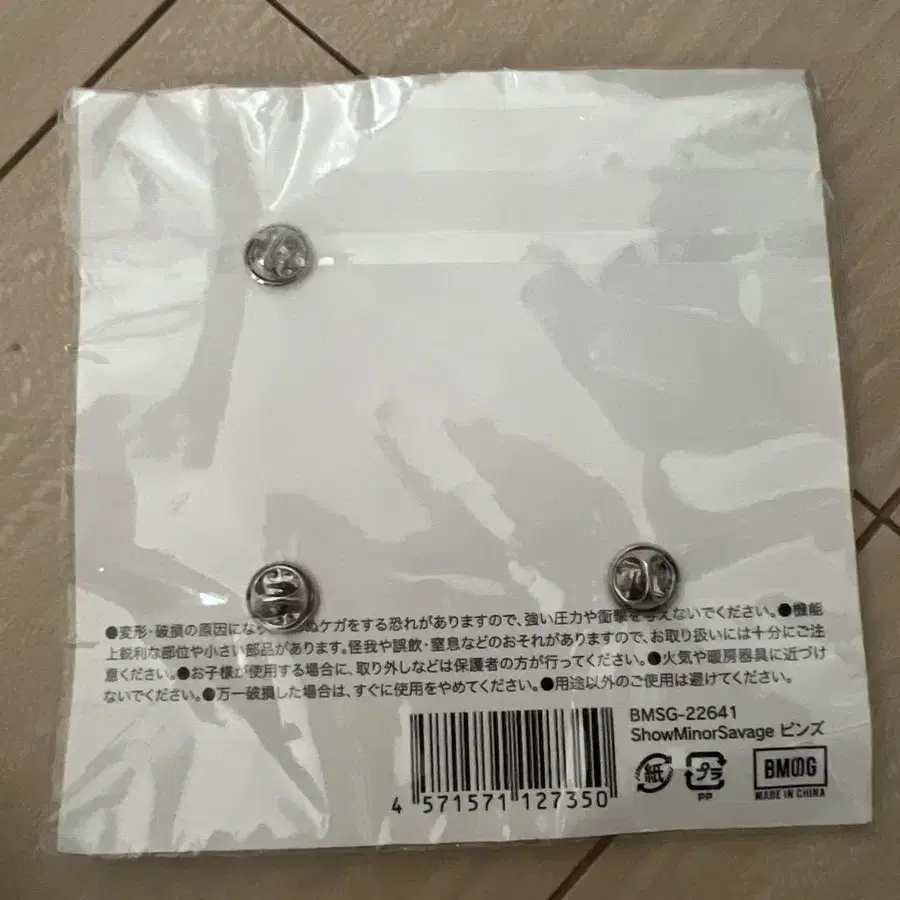 ●変形・破損の原因になり ぬケガをする恐れがありますので、強い圧力や衝撃を与えないでください。●機能
上鋭利な部位や小さい部品があります。怪我や誤飲・窒息などのおそれがありますので、お取り扱いには十分にご注
意ください。●お子様が使用する場合に、取り外しなどは保護者の方が行ってください。●火気や暖房器具に近づけ
ないでください。●万一破損した場合は、すぐに使用をやめてください。●用途以外のご使用は避けてください。
BMSG-22641
ShowMinorSavage ピンズ
4 571571 127350
紙
プラ
PP
BMSG
MADE IN CHINA